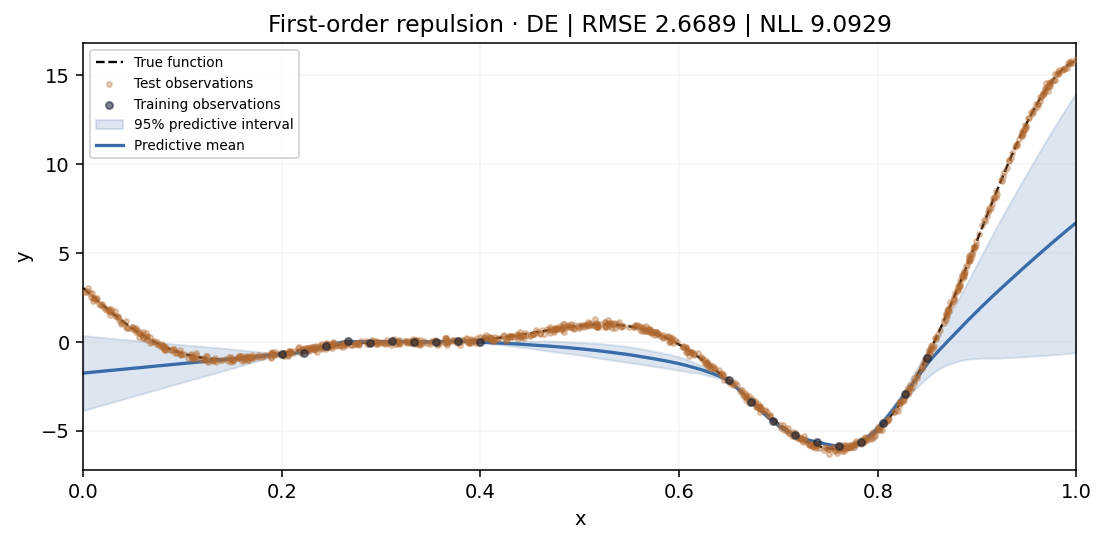 First-order repulsion · DE | RMSE 2.6689 | NLL 9.0929
True function
Test observations
Training observations
95% predictive interval
Predictive mean
15
10
5
0
−5
y
0.0 0.2 0.4 0.6 0.8 1.0
x